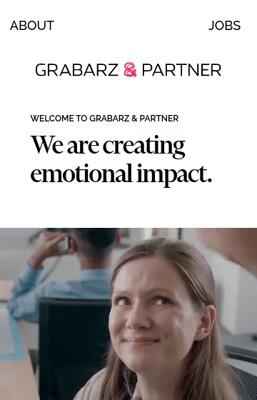 ABOUT JOBS
GRABARZ & PARTNER
WELCOME TO GRABARZ & PARTNER
We are creating
emotional impact.